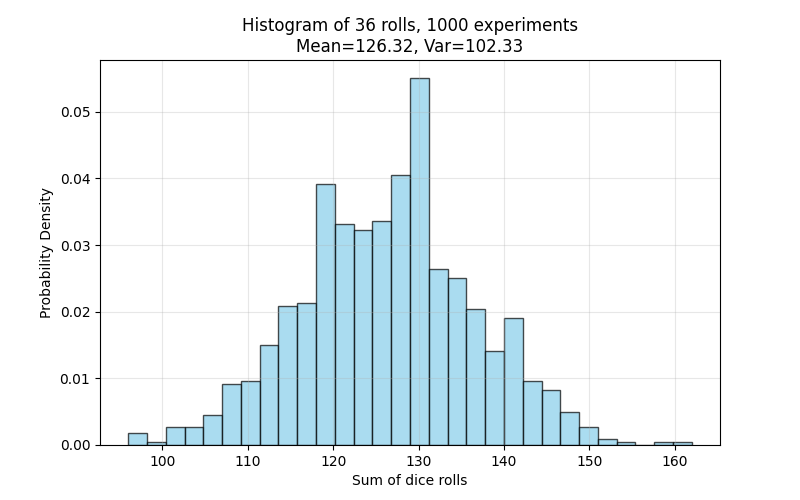 Histogram of 36 rolls, 1000 experiments
Mean=126.32, Var=102.33
Probability Density
0.05
0.04
0.03
0.02
0.01
0.00
100 110 120 130 140 150 160
Sum of dice rolls